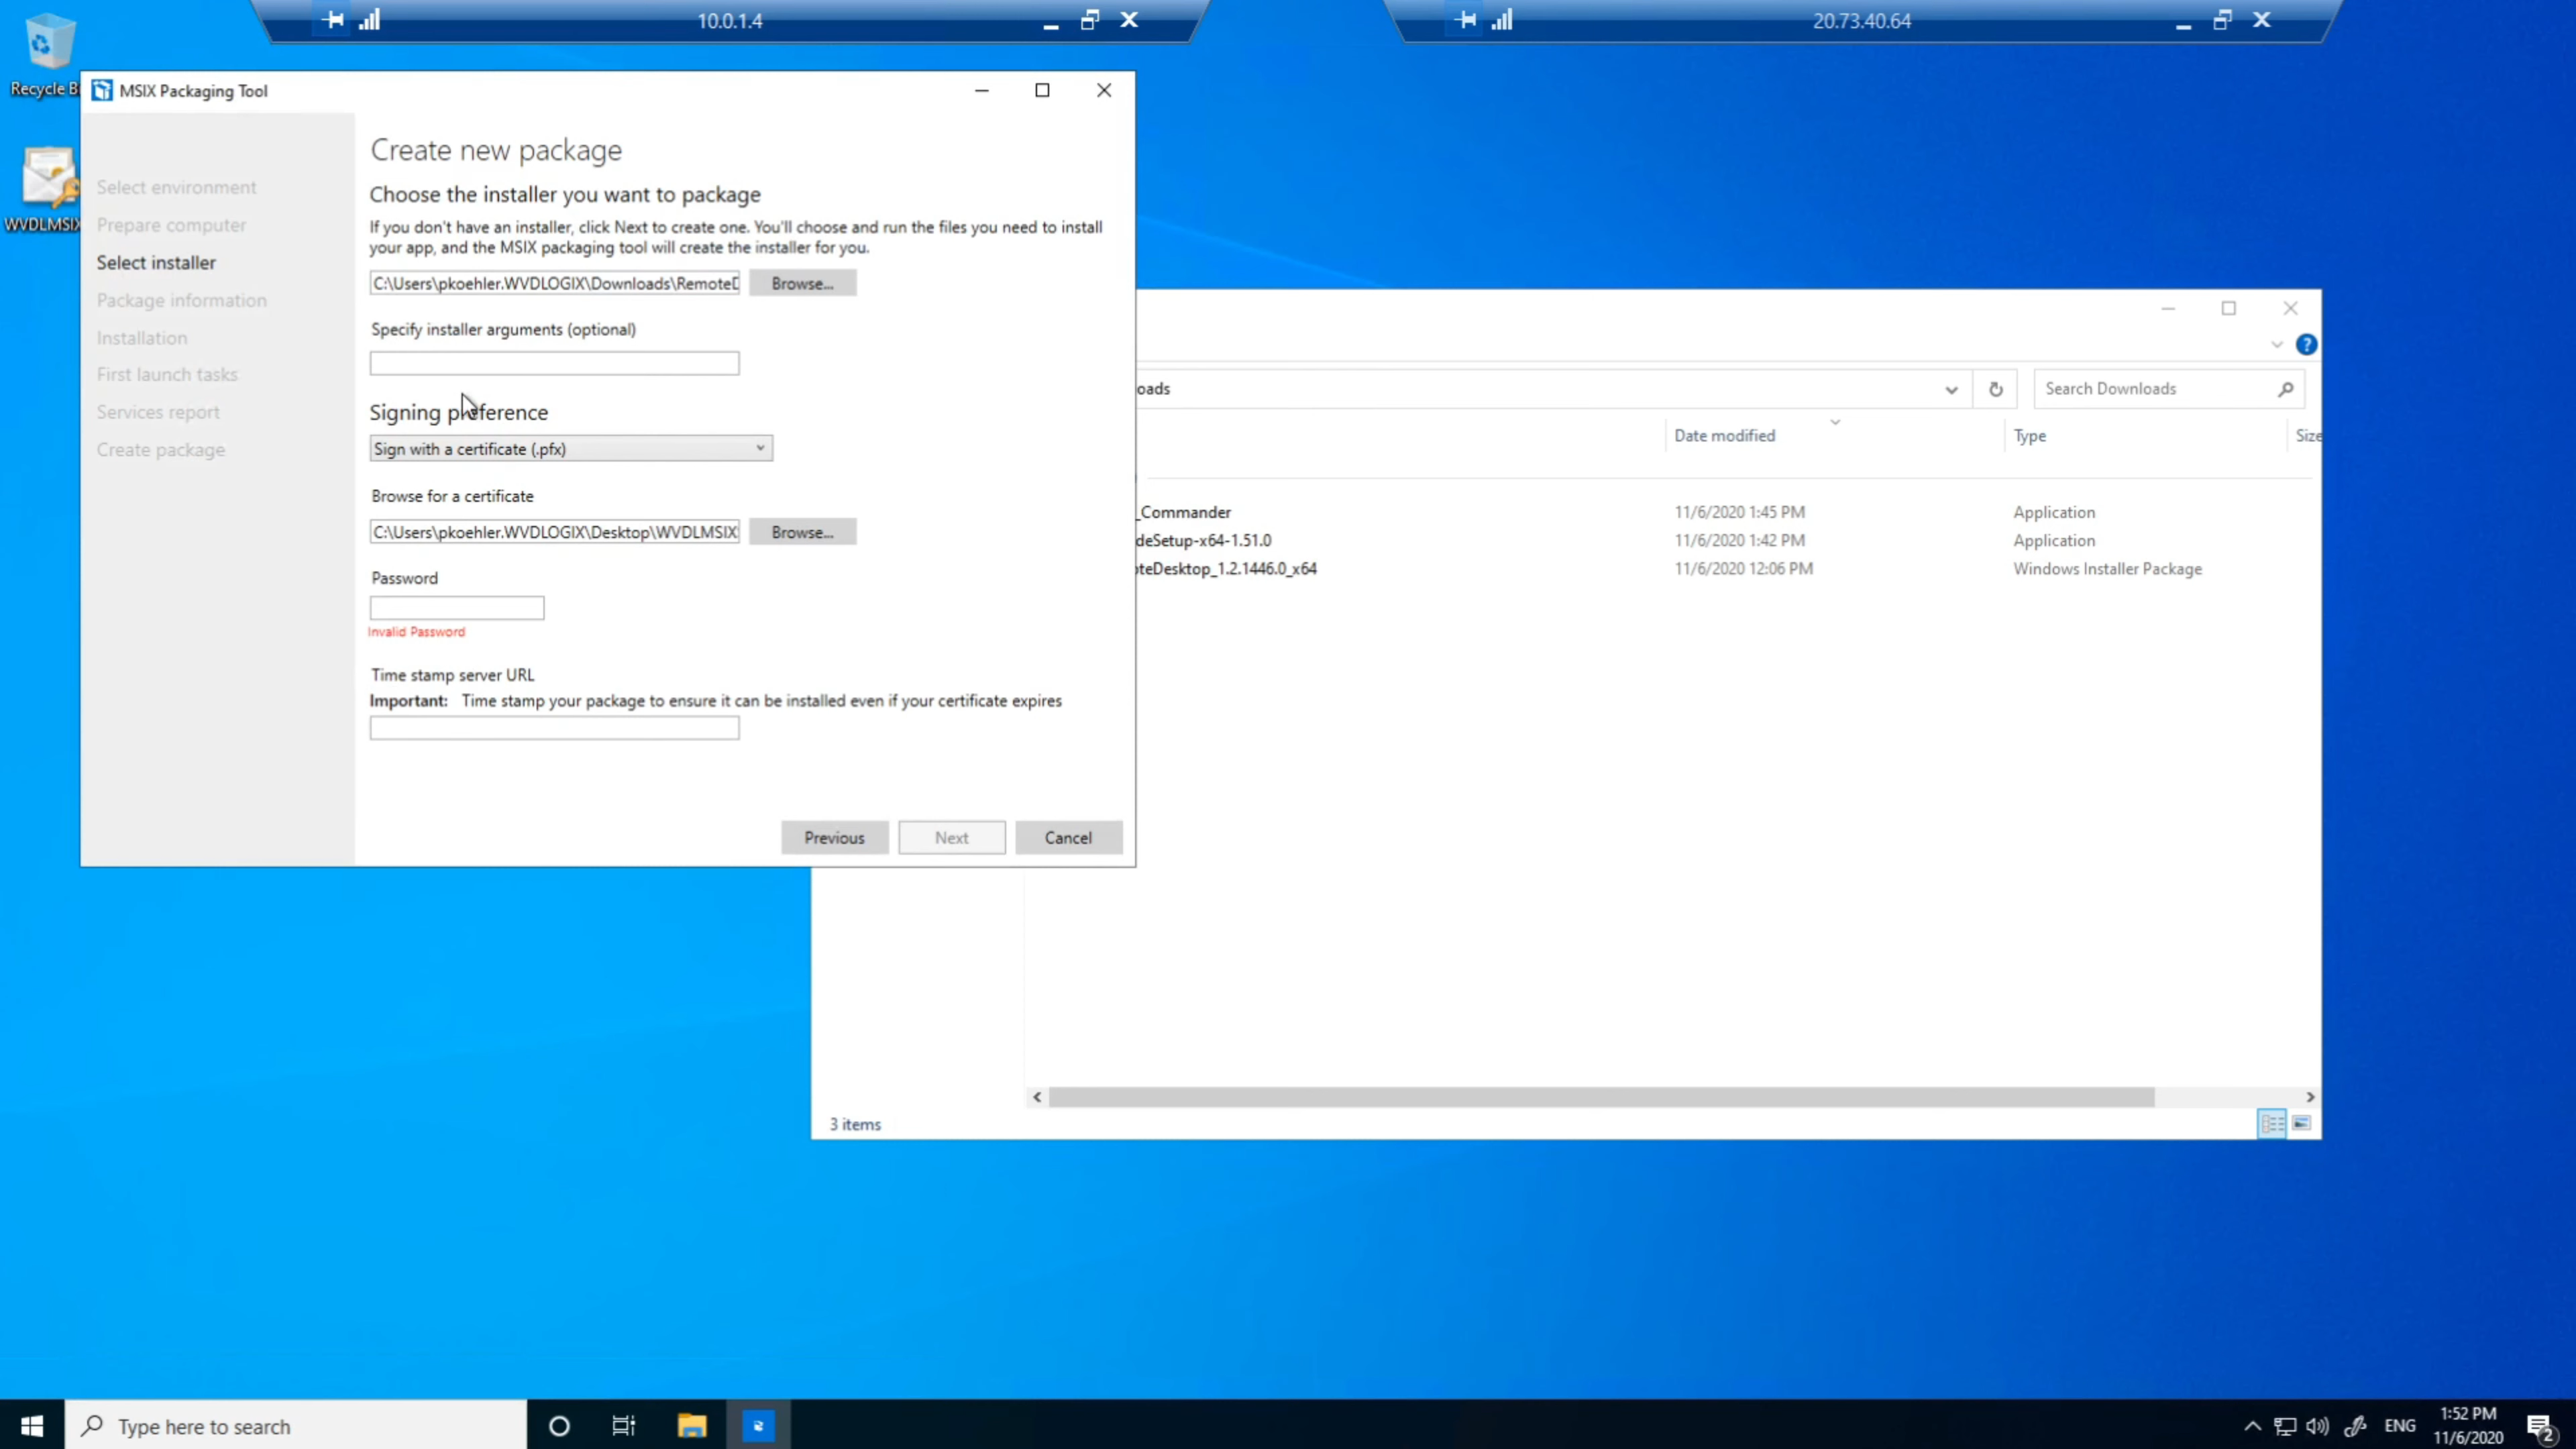 10.0.1.4
20.73.40.64
Recycle B
WVDLMSIX
MSIX Packaging Tool
Select environment
Prepare computer
Select installer
Package information
Installation
First launch tasks
Services report
Create package
Create new package
Choose the installer you want to package
If you don't have an installer, click Next to create one. You'll choose and run the files you need to install
your app, and the MSIX packaging tool will create the installer for you.
C:\Users\pkoehler.WVDLOGIX\Downloads\RemoteD
Browse...
Specify installer arguments (optional)
Signing preference
Sign with a certificate (.pfx)
Browse for a certificate
C:\Users\pkoehler.WVDLOGIX\Desktop\WVDLMSIX
Browse...
Password
Invalid Password
Time stamp server URL
Important: Time stamp your package to ensure it can be installed even if your certificate expires
Previous
Next
Cancel
oads
Search Downloads
Date modified
Type
Size
_Commander 11/6/2020 1:45 PM Application
deSetup-x64-1.51.0 11/6/2020 1:42 PM Application
oteDesktop_1.2.1446.0_x64 11/6/2020 12:06 PM Windows Installer Package
3 items
Type here to search
ENG
1:52 PM
11/6/2020
2